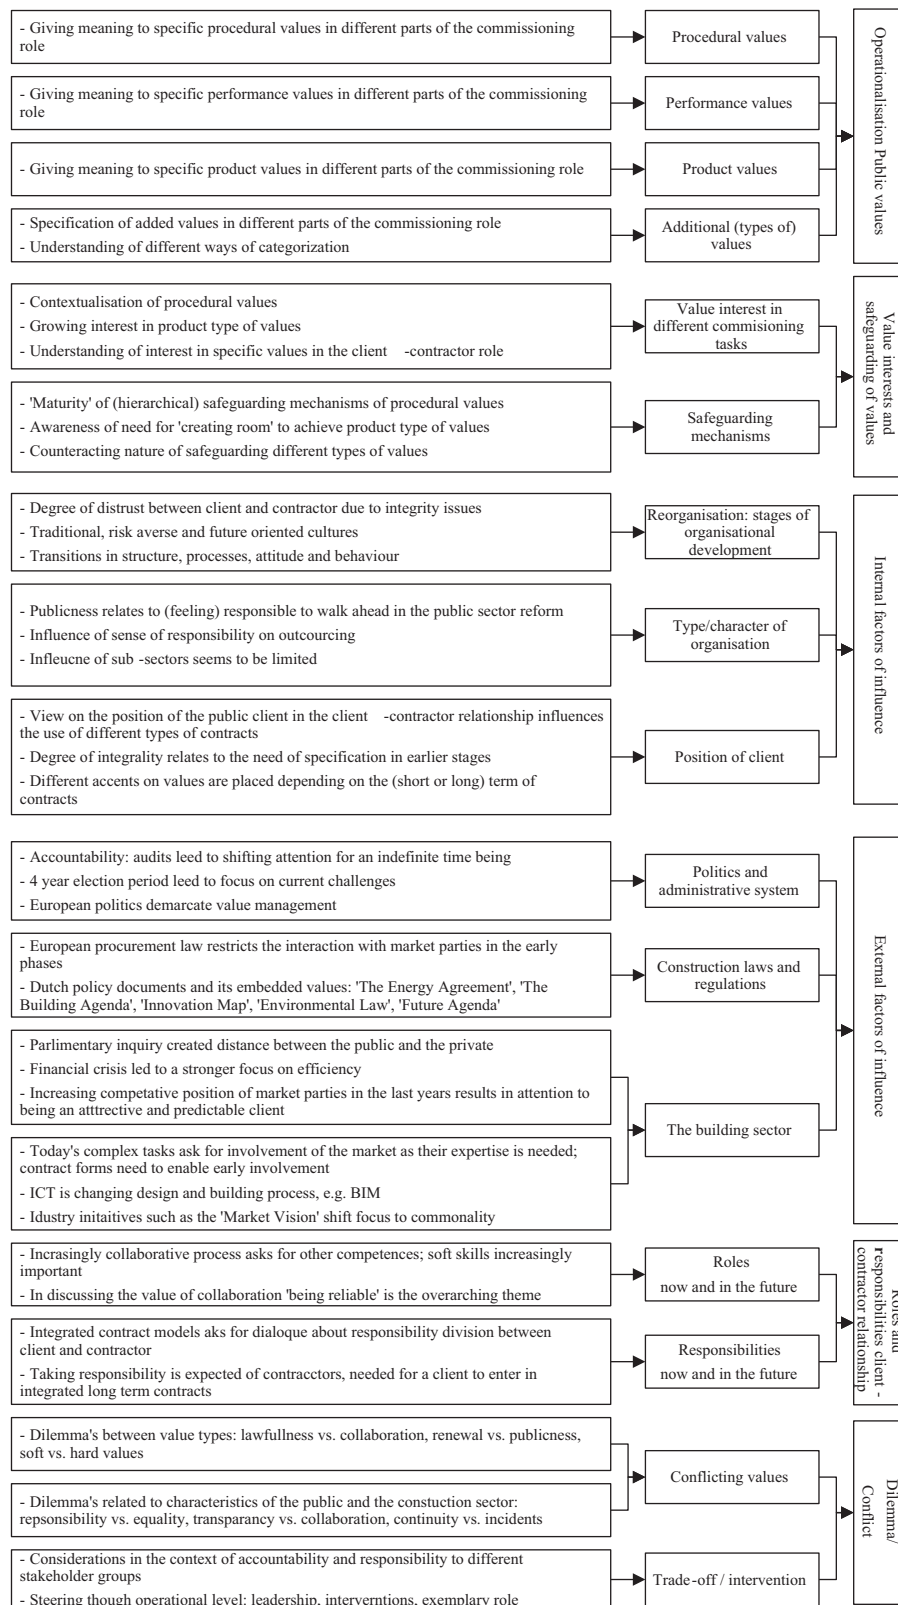 - Giving meaning to specific procedural values in different parts of the commissioning
role
Procedural values
- Giving meaning to specific performance values in different parts of the commissioning
role
Performance values
- Giving meaning to specific product values in different parts of the commissioning role
Product values
- Specification of added values in different parts of the commissioning role
- Understanding of different ways of categorization
Additional (types of)
values
Operationalisation Public values
- Contextualisation of procedural values
- Growing interest in product type of values
- Understanding of interest in specific values in the client -contractor role
Value interest in
different commisioning
tasks
- 'Maturity' of (hierarchical) safeguarding mechanisms of procedural values
- Awareness of need for 'creating room' to achieve product type of values
- Counteracting nature of safeguarding different types of values
Safeguarding
mechanisms
Value interests and
safeguarding of values
- Degree of distrust between client and contractor due to integrity issues
- Traditional, risk averse and future oriented cultures
- Transitions in structure, processes, attitude and behaviour
Reorganisation: stages of
organisational
development
- Publicness relates to (feeling) responsible to walk ahead in the public sector reform
- Influence of sense of responsibility on outcourcing
- Infleucne of sub -sectors seems to be limited
Type/character of
organisation
- View on the position of the public client in the client -contractor relationship influences
the use of different types of contracts
- Degree of integrality relates to the need of specification in earlier stages
- Different accents on values are placed depending on the (short or long) term of
contracts
Position of client
Internal factors of influence
- Accountability: audits leed to shifting attention for an indefinite time being
- 4 year election period leed to focus on current challenges
- European politics demarcate value management
Politics and
administrative system
- European procurement law restricts the interaction with market parties in the early
phases
- Dutch policy documents and its embedded values: 'The Energy Agreement', 'The
Building Agenda', 'Innovation Map', 'Environmental Law', 'Future Agenda'
Construction laws and
regulations
- Parlimentary inquiry created distance between the public and the private
- Financial crisis led to a stronger focus on efficiency
- Increasing competative position of market parties in the last years results in attention to
being an atttrective and predictable client
- Today's complex tasks ask for involvement of the market as their expertise is needed;
contract forms need to enable early involvement
- ICT is changing design and building process, e.g. BIM
- Idustry initaitives such as the 'Market Vision' shift focus to commonality
The building sector
External factors of influence
- Incrasingly collaborative process asks for other competences; soft skills increasingly
important
- In discussing the value of collaboration 'being reliable' is the overarching theme
Roles
now and in the future
- Integrated contract models aks for dialoque about responsibility division between
client and contractor
- Taking responsibility is expected of contracctors, needed for a client to enter in
integrated long term contracts
Responsibilities
now and in the future
Roles and
responsibilities client -
contractor relationship
- Dilemma's between value types: lawfullness vs. collaboration, renewal vs. publicness,
soft vs. hard values
- Dilemma's related to characteristics of the public and the constuction sector:
repsonsibility vs. equality, transparancy vs. collaboration, continuity vs. incidents
Conflicting values
- Considerations in the context of accountability and responsibility to different
stakeholder groups
- Steering though operational level: leadership, interverntions, exemplary role
Trade-off / intervention
Dilemma/
Conflict